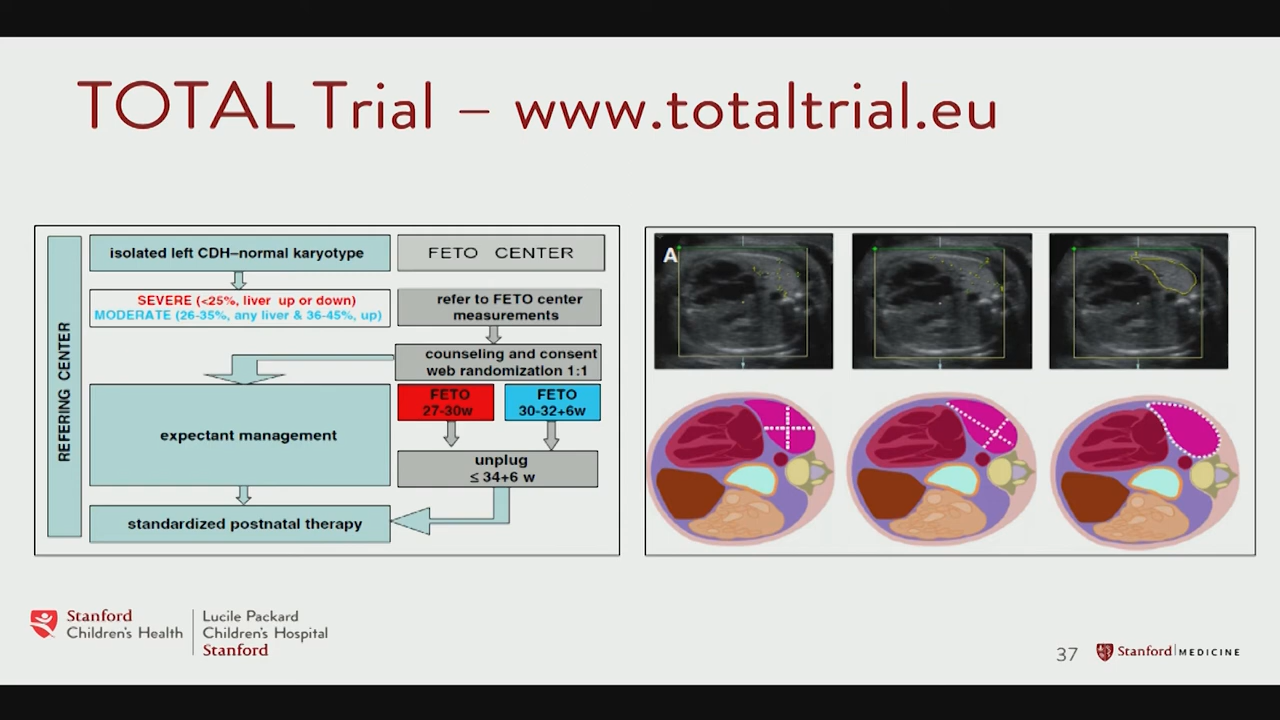 TOTAL Trial – www.totaltrial.eu
REFERRING CENTER
isolated left CDH–normal karyotype
SEVERE (<25%, liver up or down)
MODERATE (26-35%, any liver & 36-45%, up)
expectant management
standardized postnatal therapy
FETO CENTER
refer to FETO center
measurements
counseling and consent
web randomization 1:1
FETO
27-30w
FETO
30-32+6w
unplug
≤ 34+6 w
A
Stanford
Children's Health
Lucile Packard
Children's Hospital
Stanford
37
Stanford MEDICINE